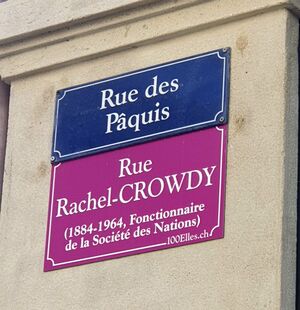 Rue des
Pâquis
Rue
Rachel-CROWDY
(1884-1964, Fonctionnaire
de la Société des Nations)
100Elles.ch